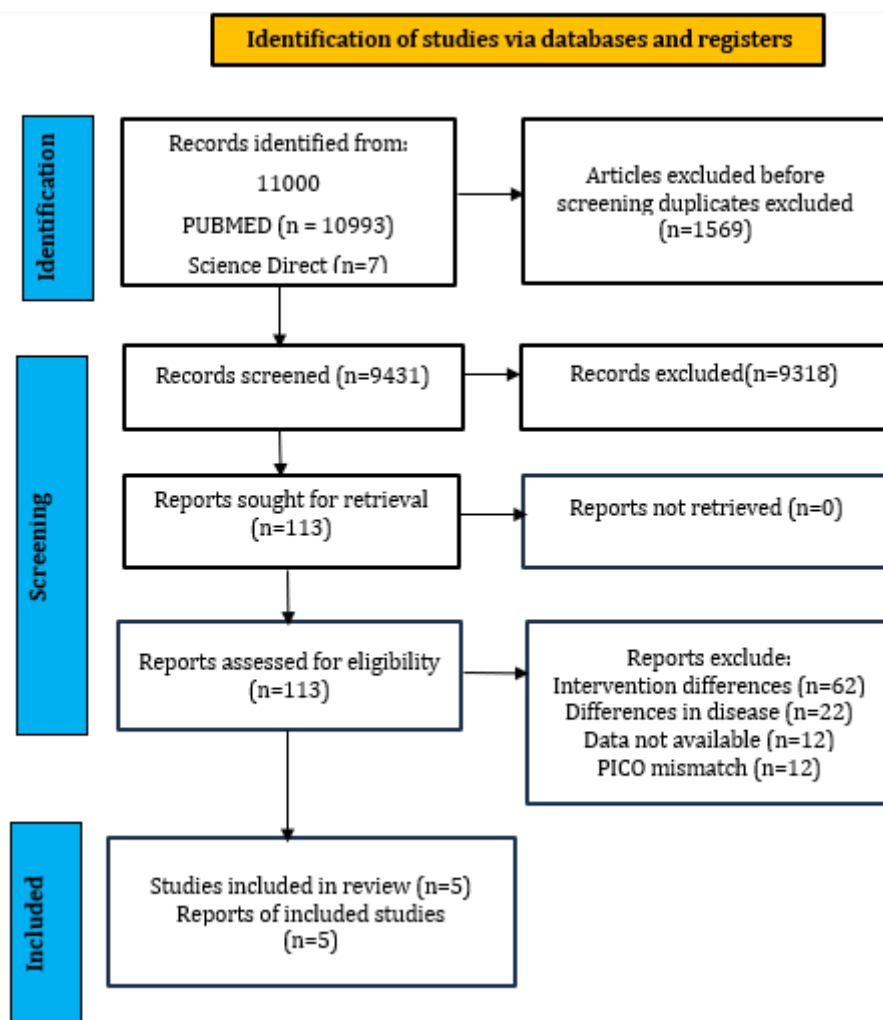 Identification of studies via databases and registers
Identification
Records identified from:
11000
PUBMED (n = 10993)
Science Direct (n=7)
Articles excluded before
screening duplicates excluded
(n=1569)
Screening
Records screened (n=9431)
Records excluded(n=9318)
Reports sought for retrieval
(n=113)
Reports not retrieved (n=0)
Reports assessed for eligibility
(n=113)
Reports exclude:
Intervention differences (n=62)
Differences in disease (n=22)
Data not available (n=12)
PICO mismatch (n=12)
Included
Studies included in review (n=5)
Reports of included studies
(n=5)